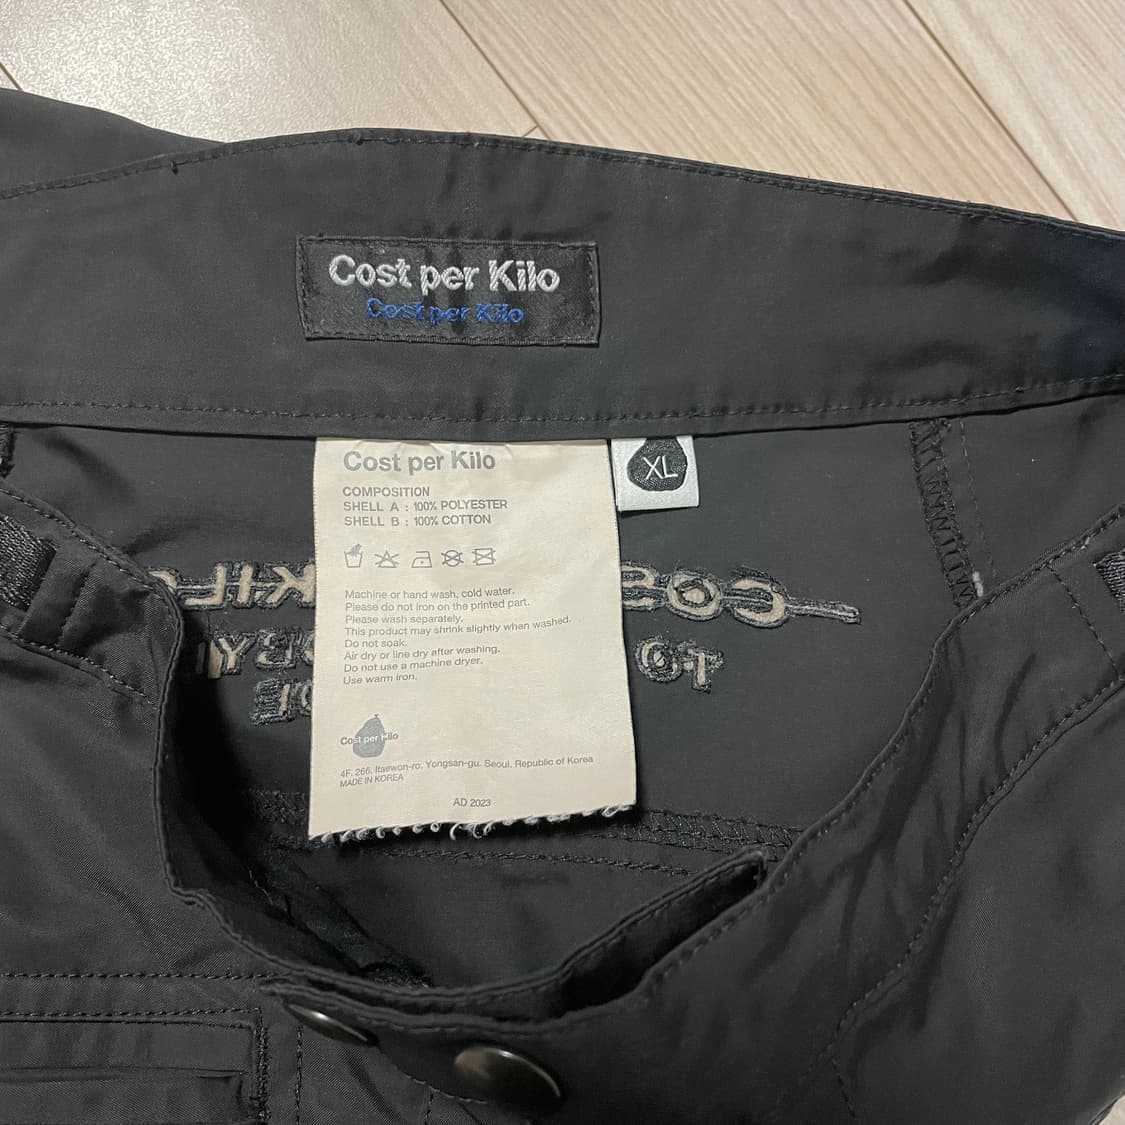 Cost per Kilo
Cost per Kilo
Cost per Kilo
XL
COMPOSITION
SHELL A : 100% POLYESTER
SHELL B : 100% COTTON
Machine or hand wash, cold water.
Please do not iron on the printed part.
Please wash separately.
This product may shrink slightly when washed.
Do not soak.
Air dry or line dry after washing.
Do not use a machine dryer.
Use warm iron.
Cost per Kilo
4F, 266, Itaewon-ro, Yongsan-gu, Seoul, Republic of Korea
MADE IN KOREA
AD 2023